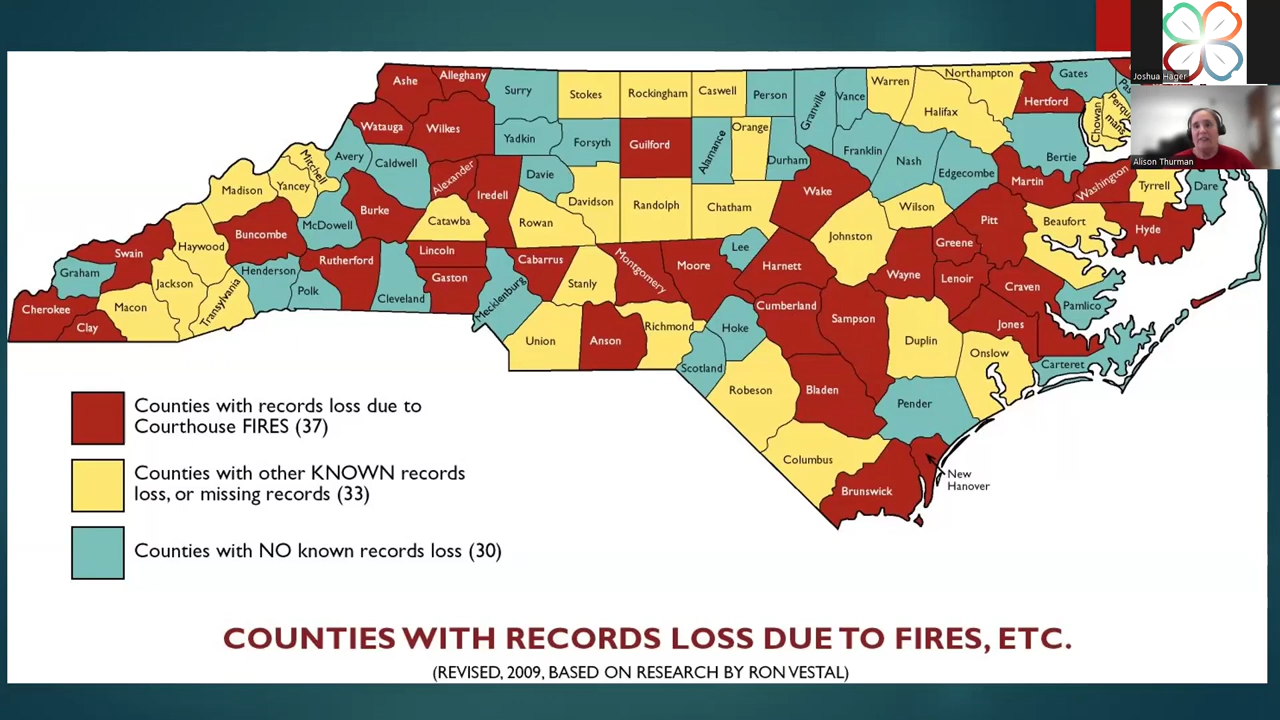 Joshua Hager
Alison Thurman
Ashe
Alleghany
Surry
Stokes
Rockingham
Caswell
Person
Granville
Vance
Warren
Northampton
Halifax
Hertford
Gates
Chowan
Watauga
Wilkes
Yadkin
Forsyth
Guilford
Alamance
Orange
Durham
Franklin
Nash
Edgecombe
Bertie
Mitchell
Avery
Caldwell
Alexander
Iredell
Davie
Madison
Yancey
Davidson
Randolph
Chatham
Wake
Wilson
Martin
Washington
Tyrrell
Dare
Burke
McDowell
Catawba
Rowan
Buncombe
Haywood
Johnston
Pitt
Greene
Beaufort
Hyde
Swain
Graham
Jackson
Transylvania
Henderson
Polk
Rutherford
Lincoln
Gaston
Cleveland
Mecklenburg
Cabarrus
Stanly
Montgomery
Moore
Lee
Harnett
Wayne
Lenoir
Craven
Pamlico
Cherokee
Clay
Macon
Union
Anson
Richmond
Hoke
Scotland
Cumberland
Sampson
Duplin
Jones
Onslow
Carteret
Robeson
Bladen
Pender
Columbus
Brunswick
New
Hanover
Counties with records loss due to
Courthouse FIRES (37)
Counties with other KNOWN records
loss, or missing records (33)
Counties with NO known records loss (30)
COUNTIES WITH RECORDS LOSS DUE TO FIRES, ETC.
(REVISED, 2009, BASED ON RESEARCH BY RON VESTAL)